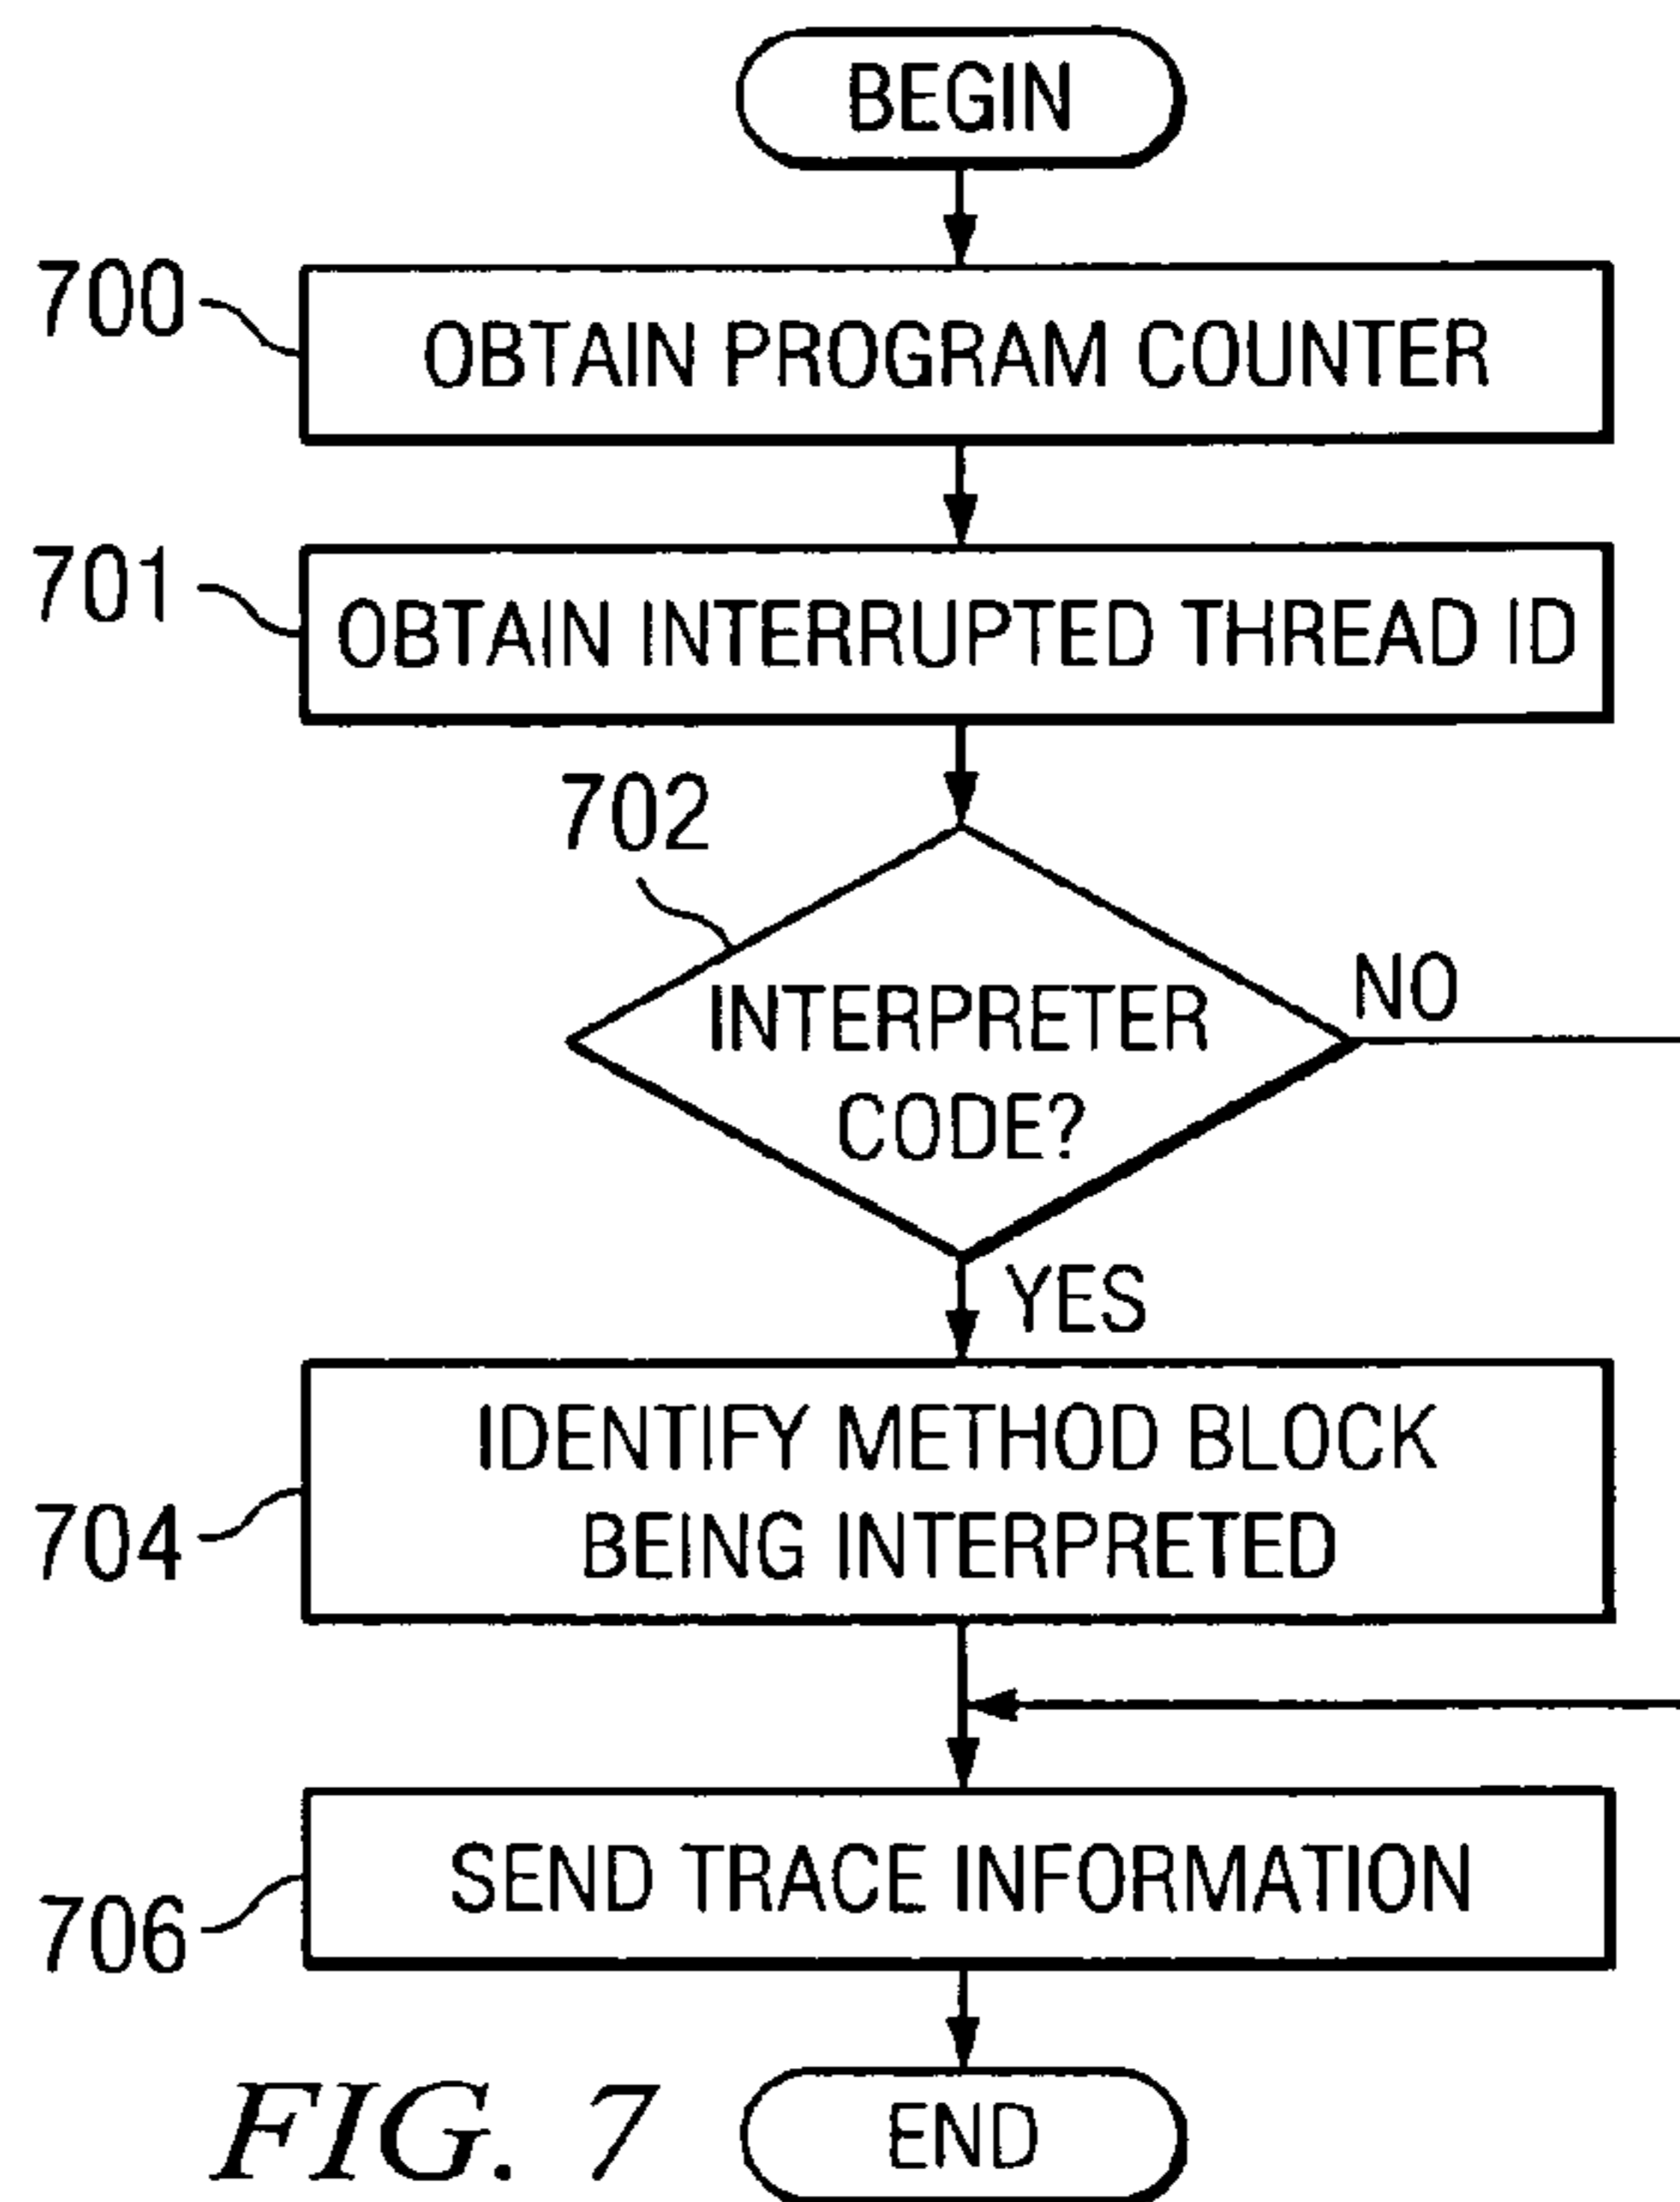 BEGIN
700
OBTAIN PROGRAM COUNTER
701
OBTAIN INTERRUPTED THREAD ID
702
INTERPRETER
CODE?
NO
YES
IDENTIFY METHOD BLOCK
BEING INTERPRETED
704
SEND TRACE INFORMATION
706
FIG. 7
END